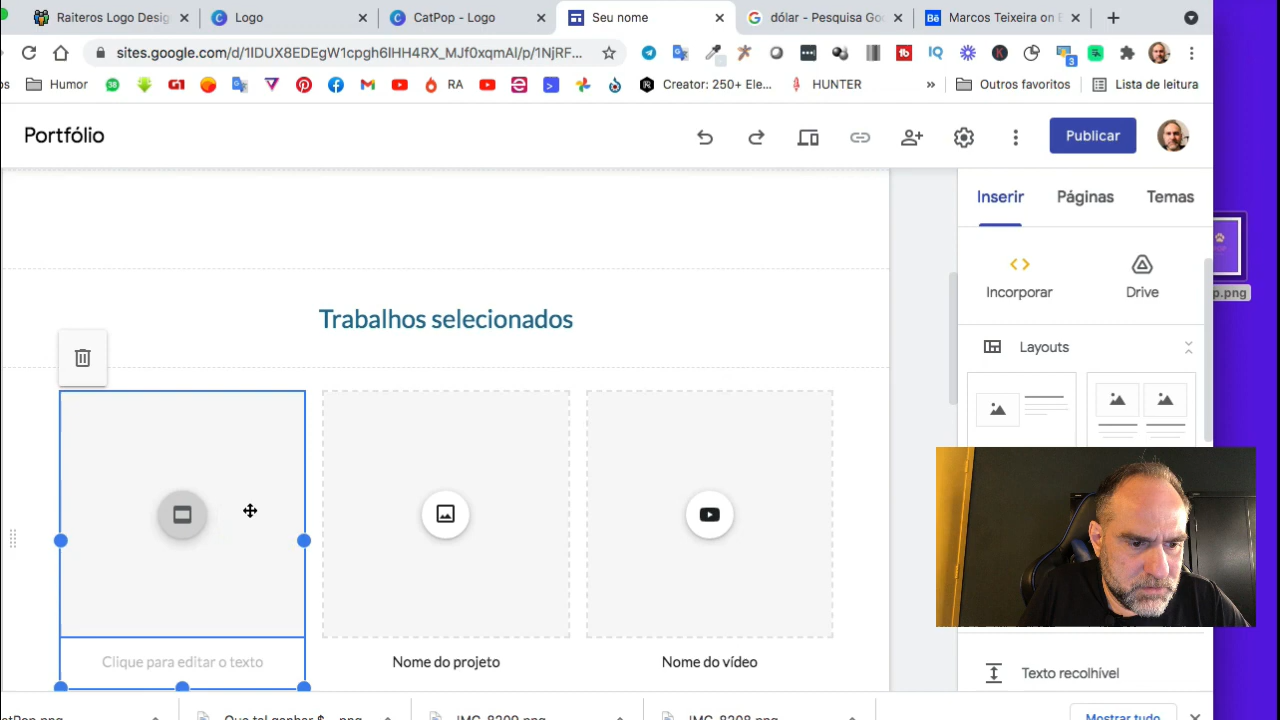 Raiteros Logo Desig
Logo
CatPop - Logo
Seu nome
dólar - Pesquisa Go
Marcos Teixeira on B
sites.google.com/d/1lDUX8EDEgW1cpgh6lHH4RX_MJf0xqmAl/p/1NjRF...
Humor
RA
Creator: 250+ Ele...
HUNTER
Outros favoritos
Lista de leitura
Portfólio
Publicar
Inserir
Páginas
Temas
Incorporar
Drive
p.png
Trabalhos selecionados
Layouts
Clique para editar o texto
Nome do projeto
Nome do vídeo
Texto recolhível
Mostrar tudo